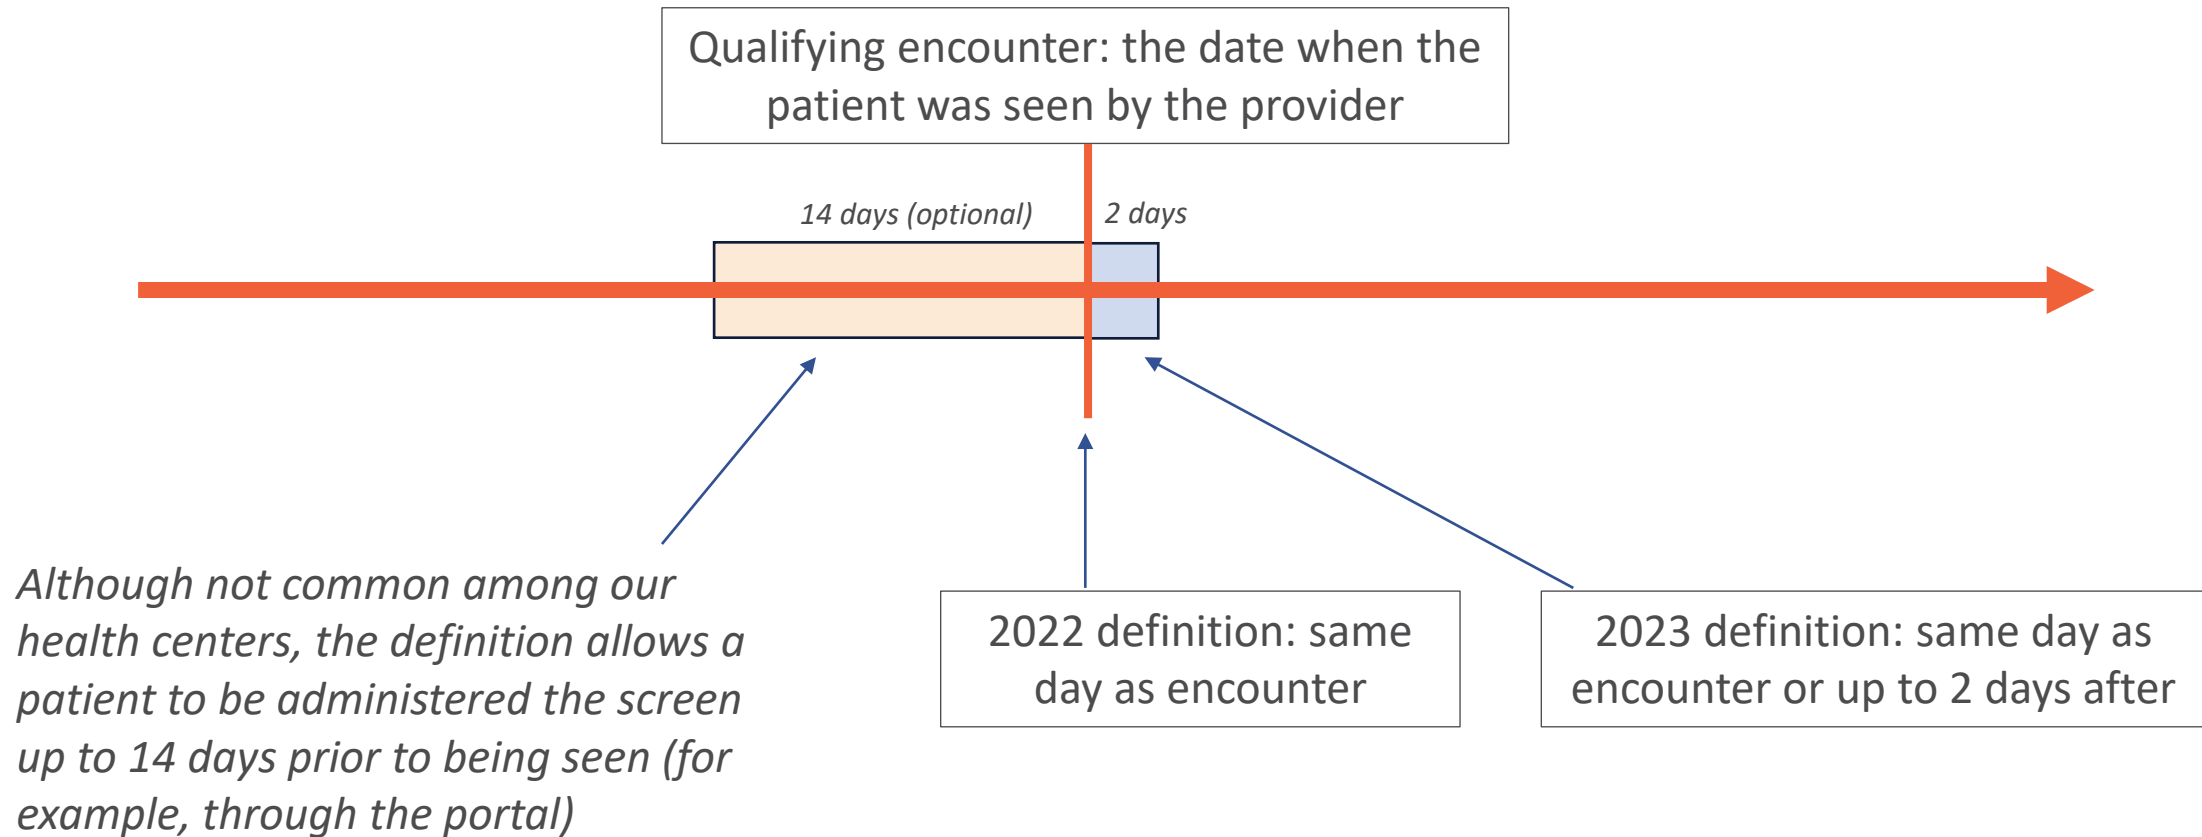 Qualifying encounter: the date when the
patient was seen by the provider
14 days (optional)
2 days
Although not common among our
health centers, the definition allows a
patient to be administered the screen
up to 14 days prior to being seen (for
example, through the portal)
2022 definition: same
day as encounter
2023 definition: same day as
encounter or up to 2 days after